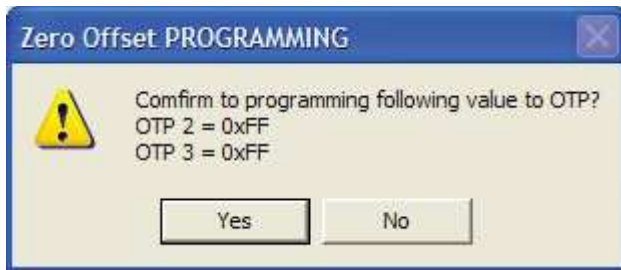 Zero Offset PROGRAMMING
Comfirm to programming following value to OTP?
OTP 2 = 0xFF
OTP 3 = 0xFF
Yes
No